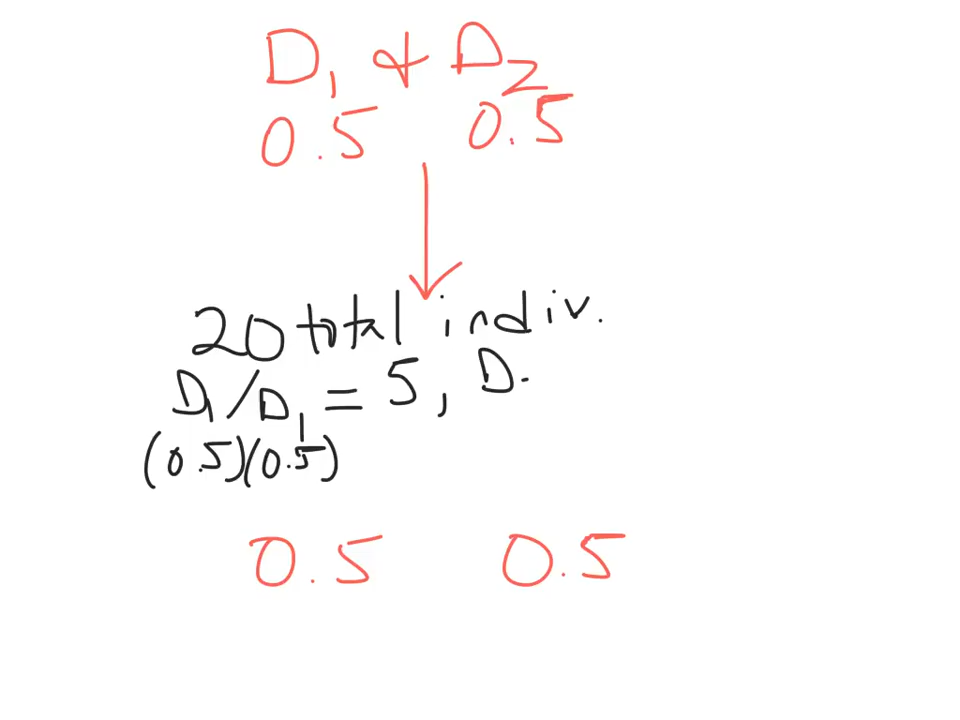 D1 & D2
0.5 0.5
20 total indiv.
D1/D1 = 5, D
(0.5)(0.5)
0.5 0.5